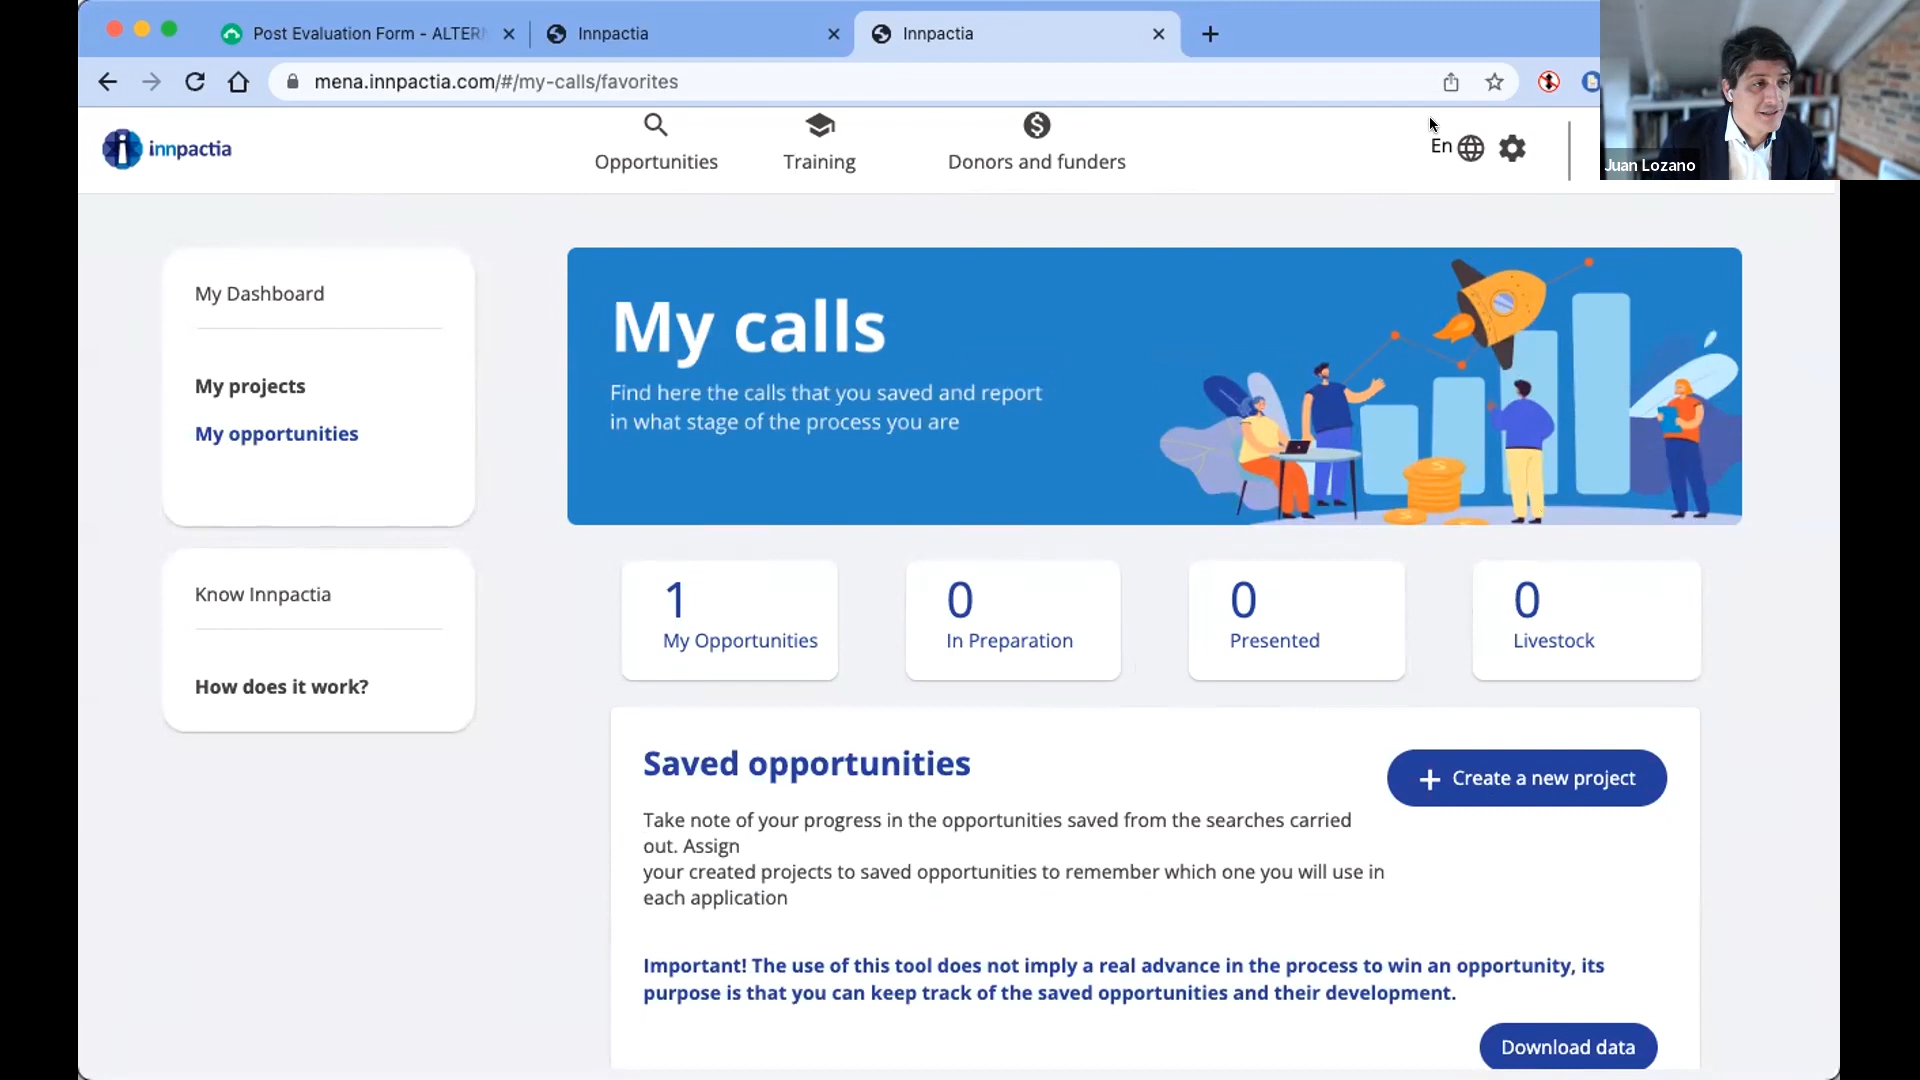 Post Evaluation Form - ALTERN
Innpactia
Innpactia
mena.innpactia.com/#/my-calls/favorites
innpactia
Opportunities
Training
Donors and funders
En
Juan Lozano
My Dashboard
My projects
My opportunities
Know Innpactia
How does it work?
My calls
Find here the calls that you saved and report
in what stage of the process you are
1
My Opportunities
0
In Preparation
0
Presented
0
Livestock
Saved opportunities
Create a new project
Take note of your progress in the opportunities saved from the searches carried
out. Assign
your created projects to saved opportunities to remember which one you will use in
each application
Important! The use of this tool does not imply a real advance in the process to win an opportunity, its
purpose is that you can keep track of the saved opportunities and their development.
Download data